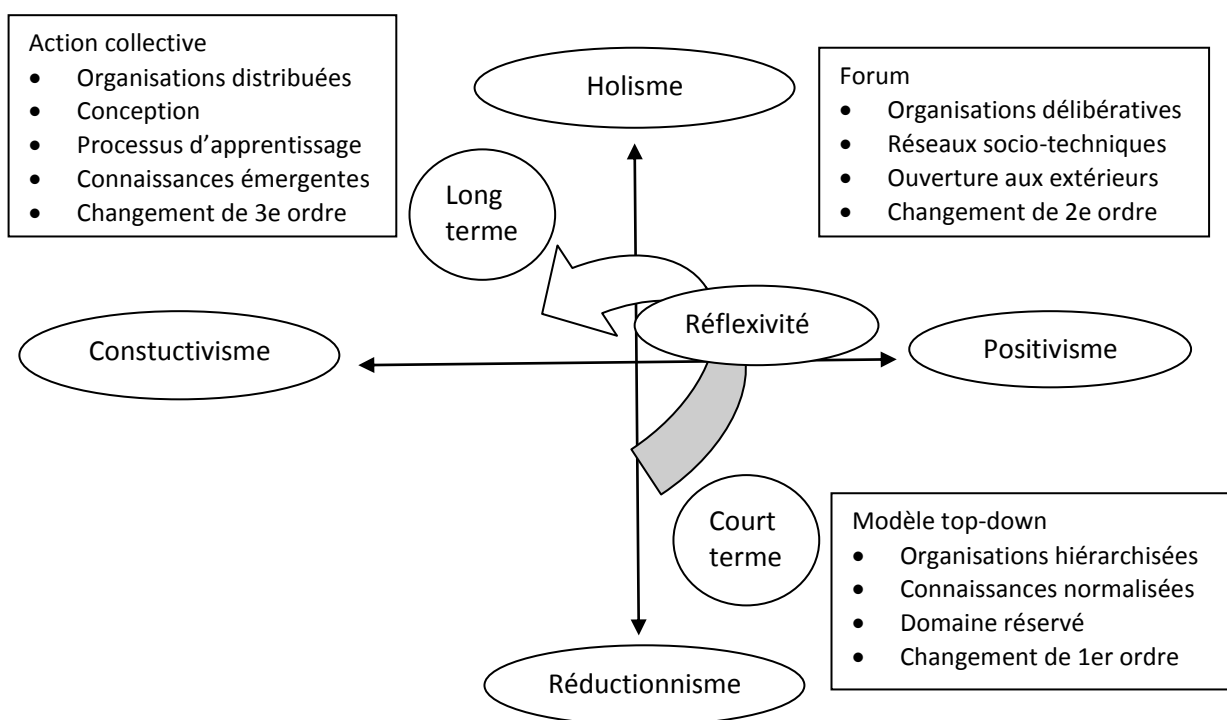 Action collective
• Organisations distribuées
• Conception
• Processus d'apprentissage
• Connaissances émergentes
• Changement de 3e ordre
Holisme
Forum
• Organisations délibératives
• Réseaux socio-techniques
• Ouverture aux extérieurs
• Changement de 2e ordre
Long
terme
Réflexivité
Constuctivisme
Positivisme
Court
terme
Modèle top-down
• Organisations hiérarchisées
• Connaissances normalisées
• Domaine réservé
• Changement de 1er ordre
Réductionnisme